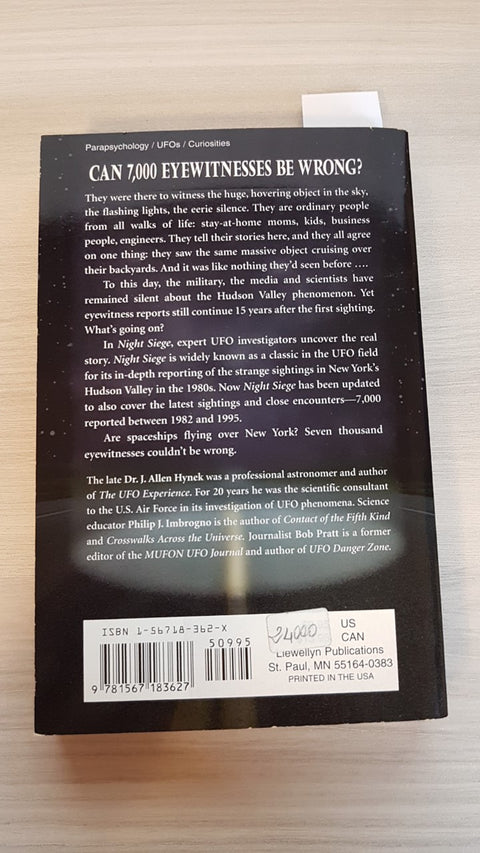 Parapsychology / UFOs / Curiosities
CAN 7,000 EYEWITNESSES BE WRONG?
They were there to witness the huge, hovering object in the sky,
the flashing lights, the eerie silence. They are ordinary people
from all walks of life: stay-at-home moms, kids, business
people, engineers. They tell their stories here, and they all agree
on one thing: they saw the same massive object cruising over
their backyards. And it was like nothing they'd seen before ....
To this day, the military, the media and scientists have
remained silent about the Hudson Valley phenomenon. Yet
eyewitness reports still continue 15 years after the first sighting.
What's going on?
In Night Siege, expert UFO investigators uncover the real
story. Night Siege is widely known as a classic in the UFO field
for its in-depth reporting of the strange sightings in New York's
Hudson Valley in the 1980s. Now Night Siege has been updated
to also cover the latest sightings and close encounters—7,000
reported between 1982 and 1995.
Are spaceships flying over New York? Seven thousand
eyewitnesses couldn't be wrong.
The late Dr. J. Allen Hynek was a professional astronomer and author
of The UFO Experience. For 20 years he was the scientific consultant
to the U.S. Air Force in its investigation of UFO phenomena. Science
educator Philip J. Imbrogno is the author of Contact of the Fifth Kind
and Crosswalks Across the Universe. Journalist Bob Pratt is a former
editor of the MUFON UFO Journal and author of UFO Danger Zone.
ISBN 1-56718-362-X
50995
9 781567 183627
US
CAN
Llewellyn Publications
St. Paul, MN 55164-0383
PRINTED IN THE USA